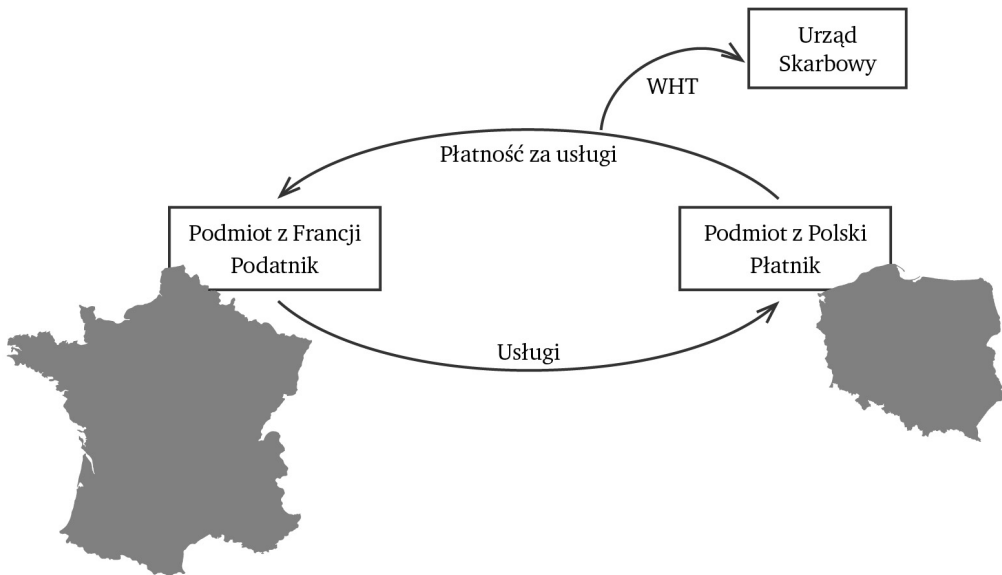 Urząd
Skarbowy
WHT
Płatność za usługi
Podmiot z Francji
Podatnik
Podmiot z Polski
Płatnik
Usługi